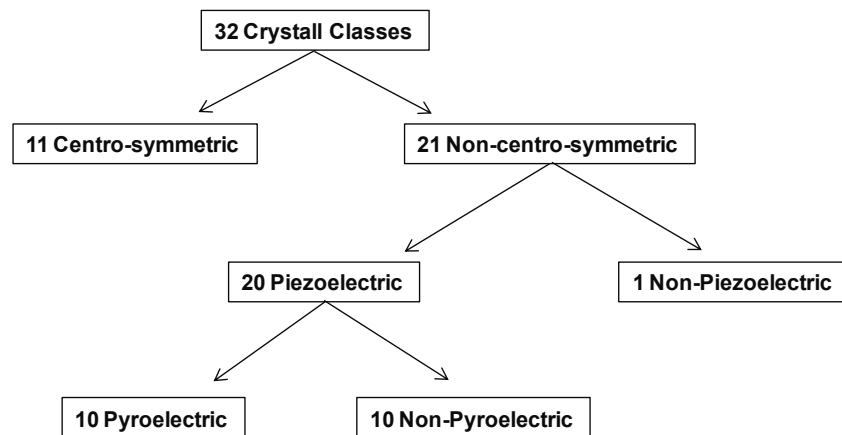 32 Crystall Classes
11 Centro-symmetric
21 Non-centro-symmetric
20 Piezoelectric
1 Non-Piezoelectric
10 Pyroelectric
10 Non-Pyroelectric